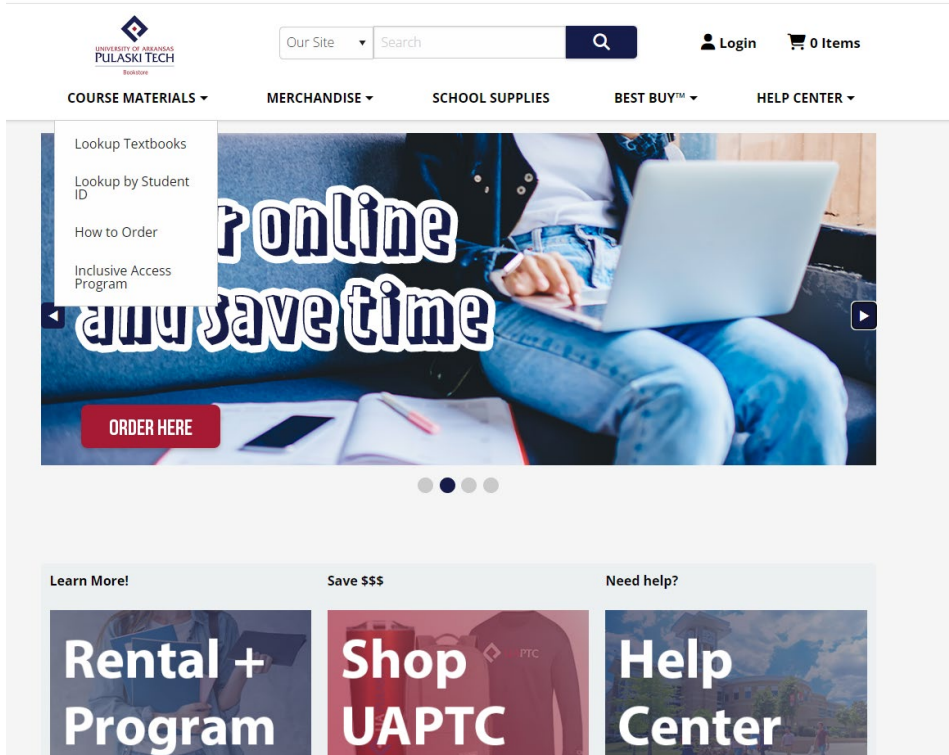 UNIVERSITY OF ARKANSAS
PULASKI TECH
Bookstore
Our Site
Search
Login
0 Items
COURSE MATERIALS
MERCHANDISE
SCHOOL SUPPLIES
BEST BUY™
HELP CENTER
Lookup Textbooks
Lookup by Student
ID
How to Order
Inclusive Access
Program
online
and save time
ORDER HERE
Learn More!
Save $$$
Need help?
Rental +
Program
Shop
UAPTC
Help
Center